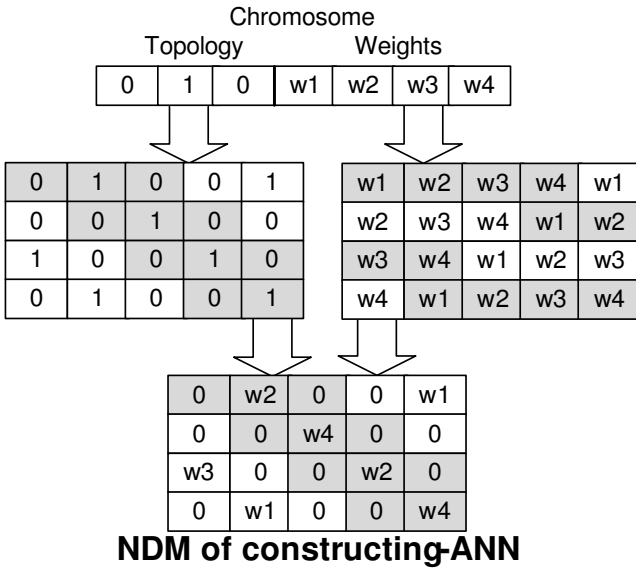 Chromosome
Topology Weights
0 1 0 w1 w2 w3 w4
0 1 0 0 1
0 0 1 0 0
1 0 0 1 0
0 1 0 0 1
w1 w2 w3 w4 w1
w2 w3 w4 w1 w2
w3 w4 w1 w2 w3
w4 w1 w2 w3 w4
0 w2 0 0 w1
0 0 w4 0 0
w3 0 0 w2 0
0 w1 0 0 w4
NDM of constructing-ANN